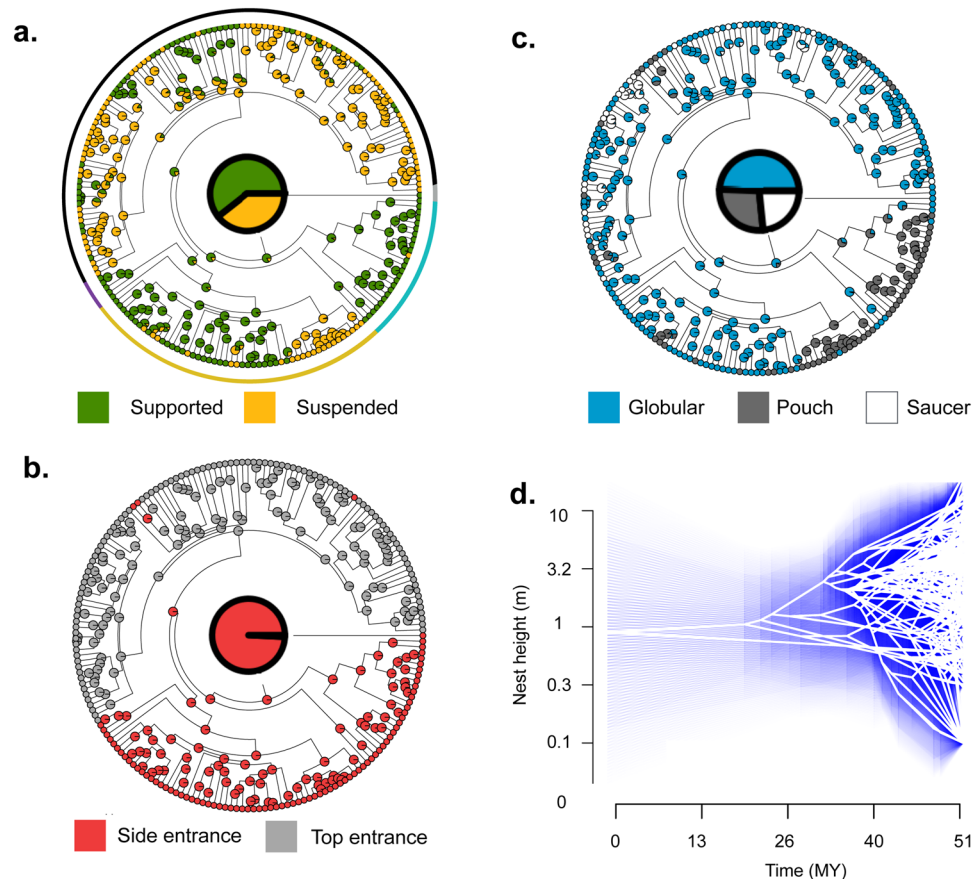 a.
Supported
Suspended
c.
Globular
Pouch
Saucer
b.
Side entrance
Top entrance
d.
Nest height (m)
10
3.2
1
0.3
0.1
0
0 13 26 40 51
Time (MY)